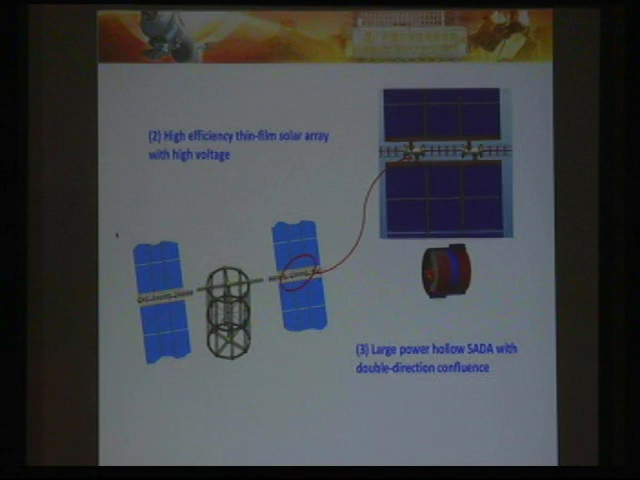 (2) High efficiency thin-film solar array
with high voltage
(3) Large power hollow SADA with
double-direction confluence